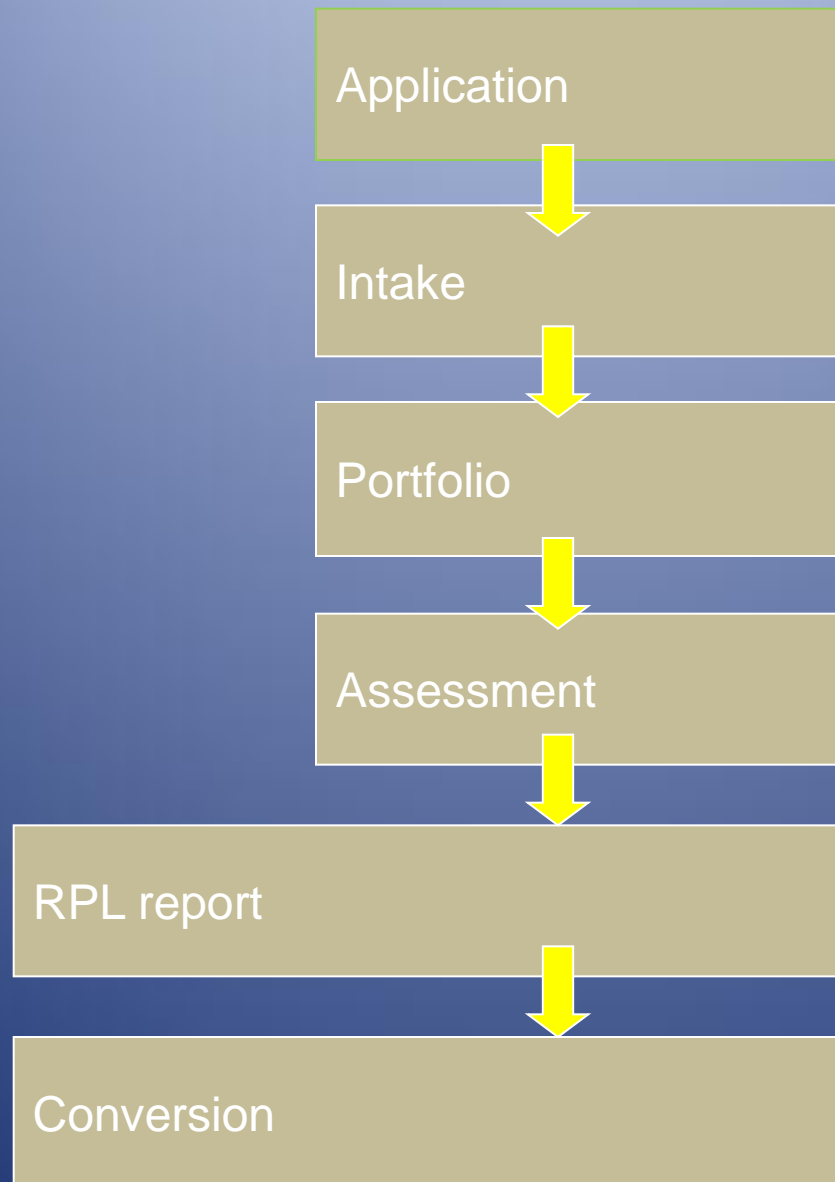 Application
Intake
Portfolio
Assessment
RPL report
Conversion